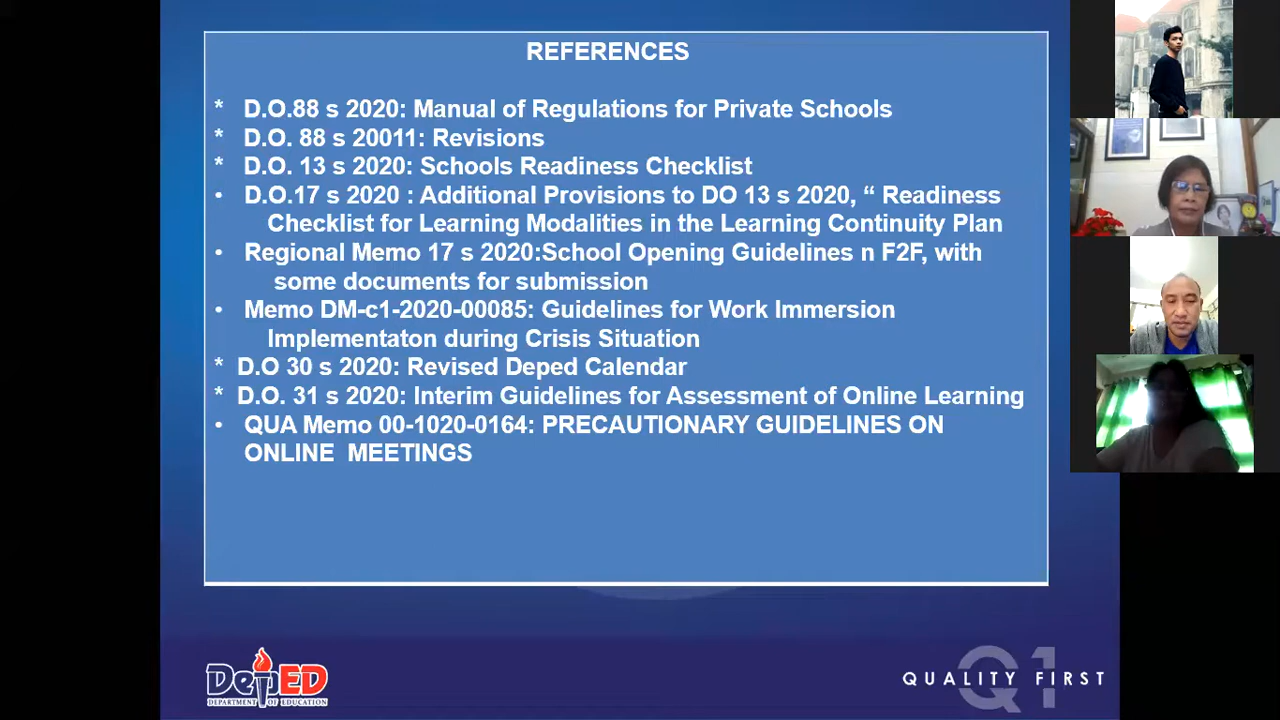 REFERENCES
* D.O.88 s 2020: Manual of Regulations for Private Schools
* D.O. 88 s 20011: Revisions
* D.O. 13 s 2020: Schools Readiness Checklist
• D.O.17 s 2020 : Additional Provisions to DO 13 s 2020, “ Readiness
Checklist for Learning Modalities in the Learning Continuity Plan
• Regional Memo 17 s 2020:School Opening Guidelines n F2F, with
some documents for submission
• Memo DM-c1-2020-00085: Guidelines for Work Immersion
Implementaton during Crisis Situation
* D.O 30 s 2020: Revised Deped Calendar
* D.O. 31 s 2020: Interim Guidelines for Assessment of Online Learning
• QUA Memo 00-1020-0164: PRECAUTIONARY GUIDELINES ON
ONLINE MEETINGS
DepED
DEPARTMENT OF EDUCATION
Q1
QUALITY FIRST